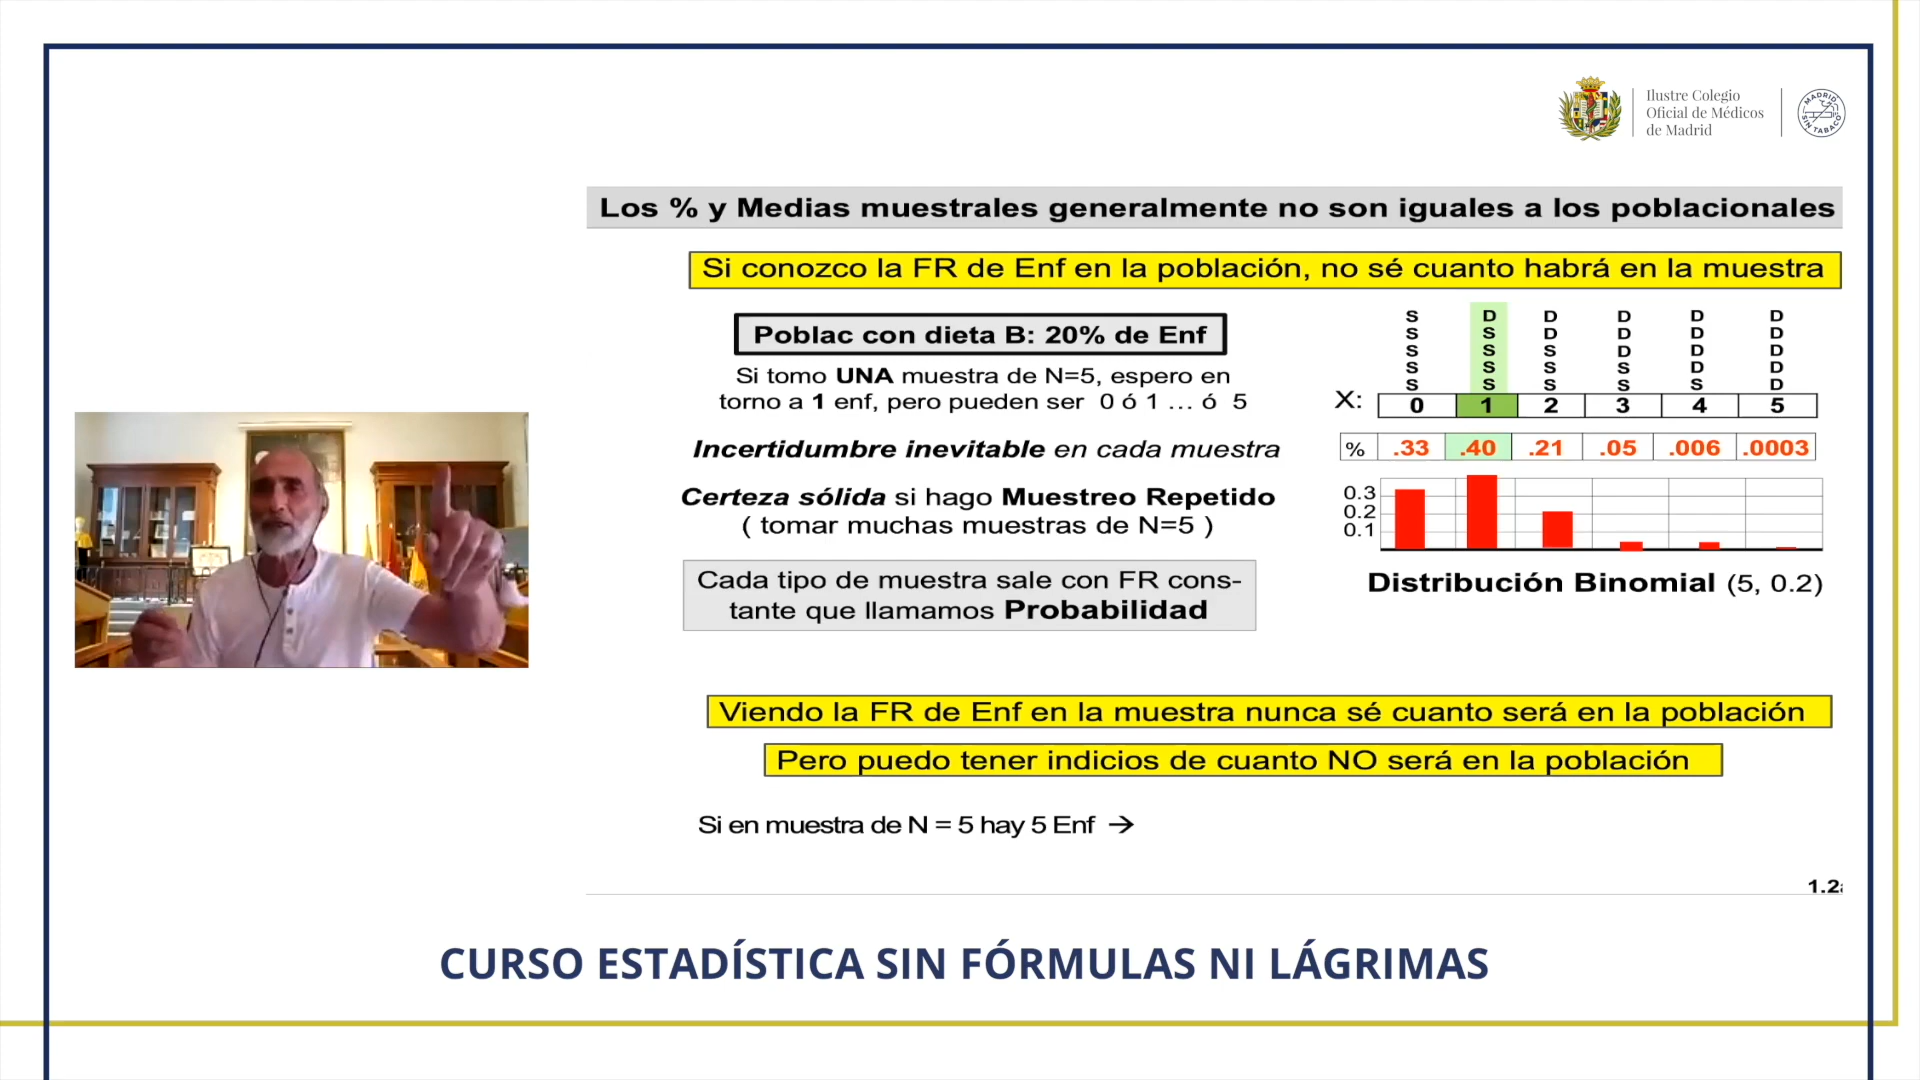 Ilustre Colegio
Oficial de Médicos
de Madrid
MADRID
SIN TABACO
Los % y Medias muestrales generalmente no son iguales a los poblacionales
Si conozco la FR de Enf en la población, no sé cuanto habrá en la muestra
Poblac con dieta B: 20% de Enf
Si tomo UNA muestra de N=5, espero en
torno a 1 enf, pero pueden ser 0 ó 1 ... ó 5
Incertidumbre inevitable en cada muestra
Certeza sólida si hago Muestreo Repetido
( tomar muchas muestras de N=5 )
Cada tipo de muestra sale con FR cons-
tante que llamamos Probabilidad
S D D D D D
S S D D D D
S S S D D D
S S S S D D
S S S S S D
X: 0 1 2 3 4 5
% .33 .40 .21 .05 .006 .0003
0.3
0.2
0.1
Distribución Binomial (5, 0.2)
Viendo la FR de Enf en la muestra nunca sé cuanto será en la población
Pero puedo tener indicios de cuanto NO será en la población
Si en muestra de N = 5 hay 5 Enf →
1.2
CURSO ESTADÍSTICA SIN FÓRMULAS NI LÁGRIMAS